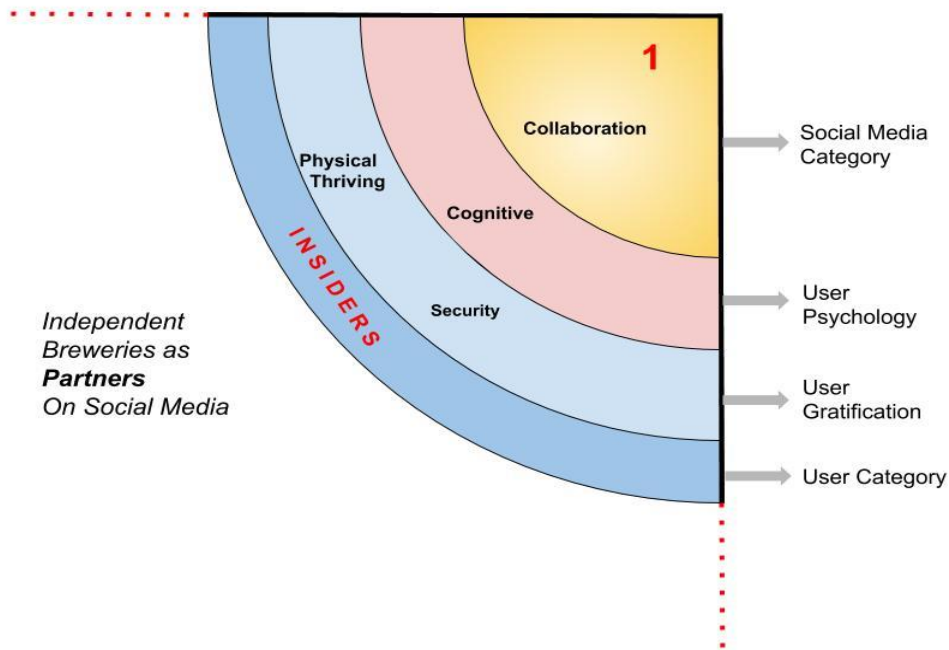 1
Collaboration
Social Media
Category
Physical
Thriving
Cognitive
INSIDERS
User
Psychology
Security
Independent
Breweries as
Partners
On Social Media
User
Gratification
User Category